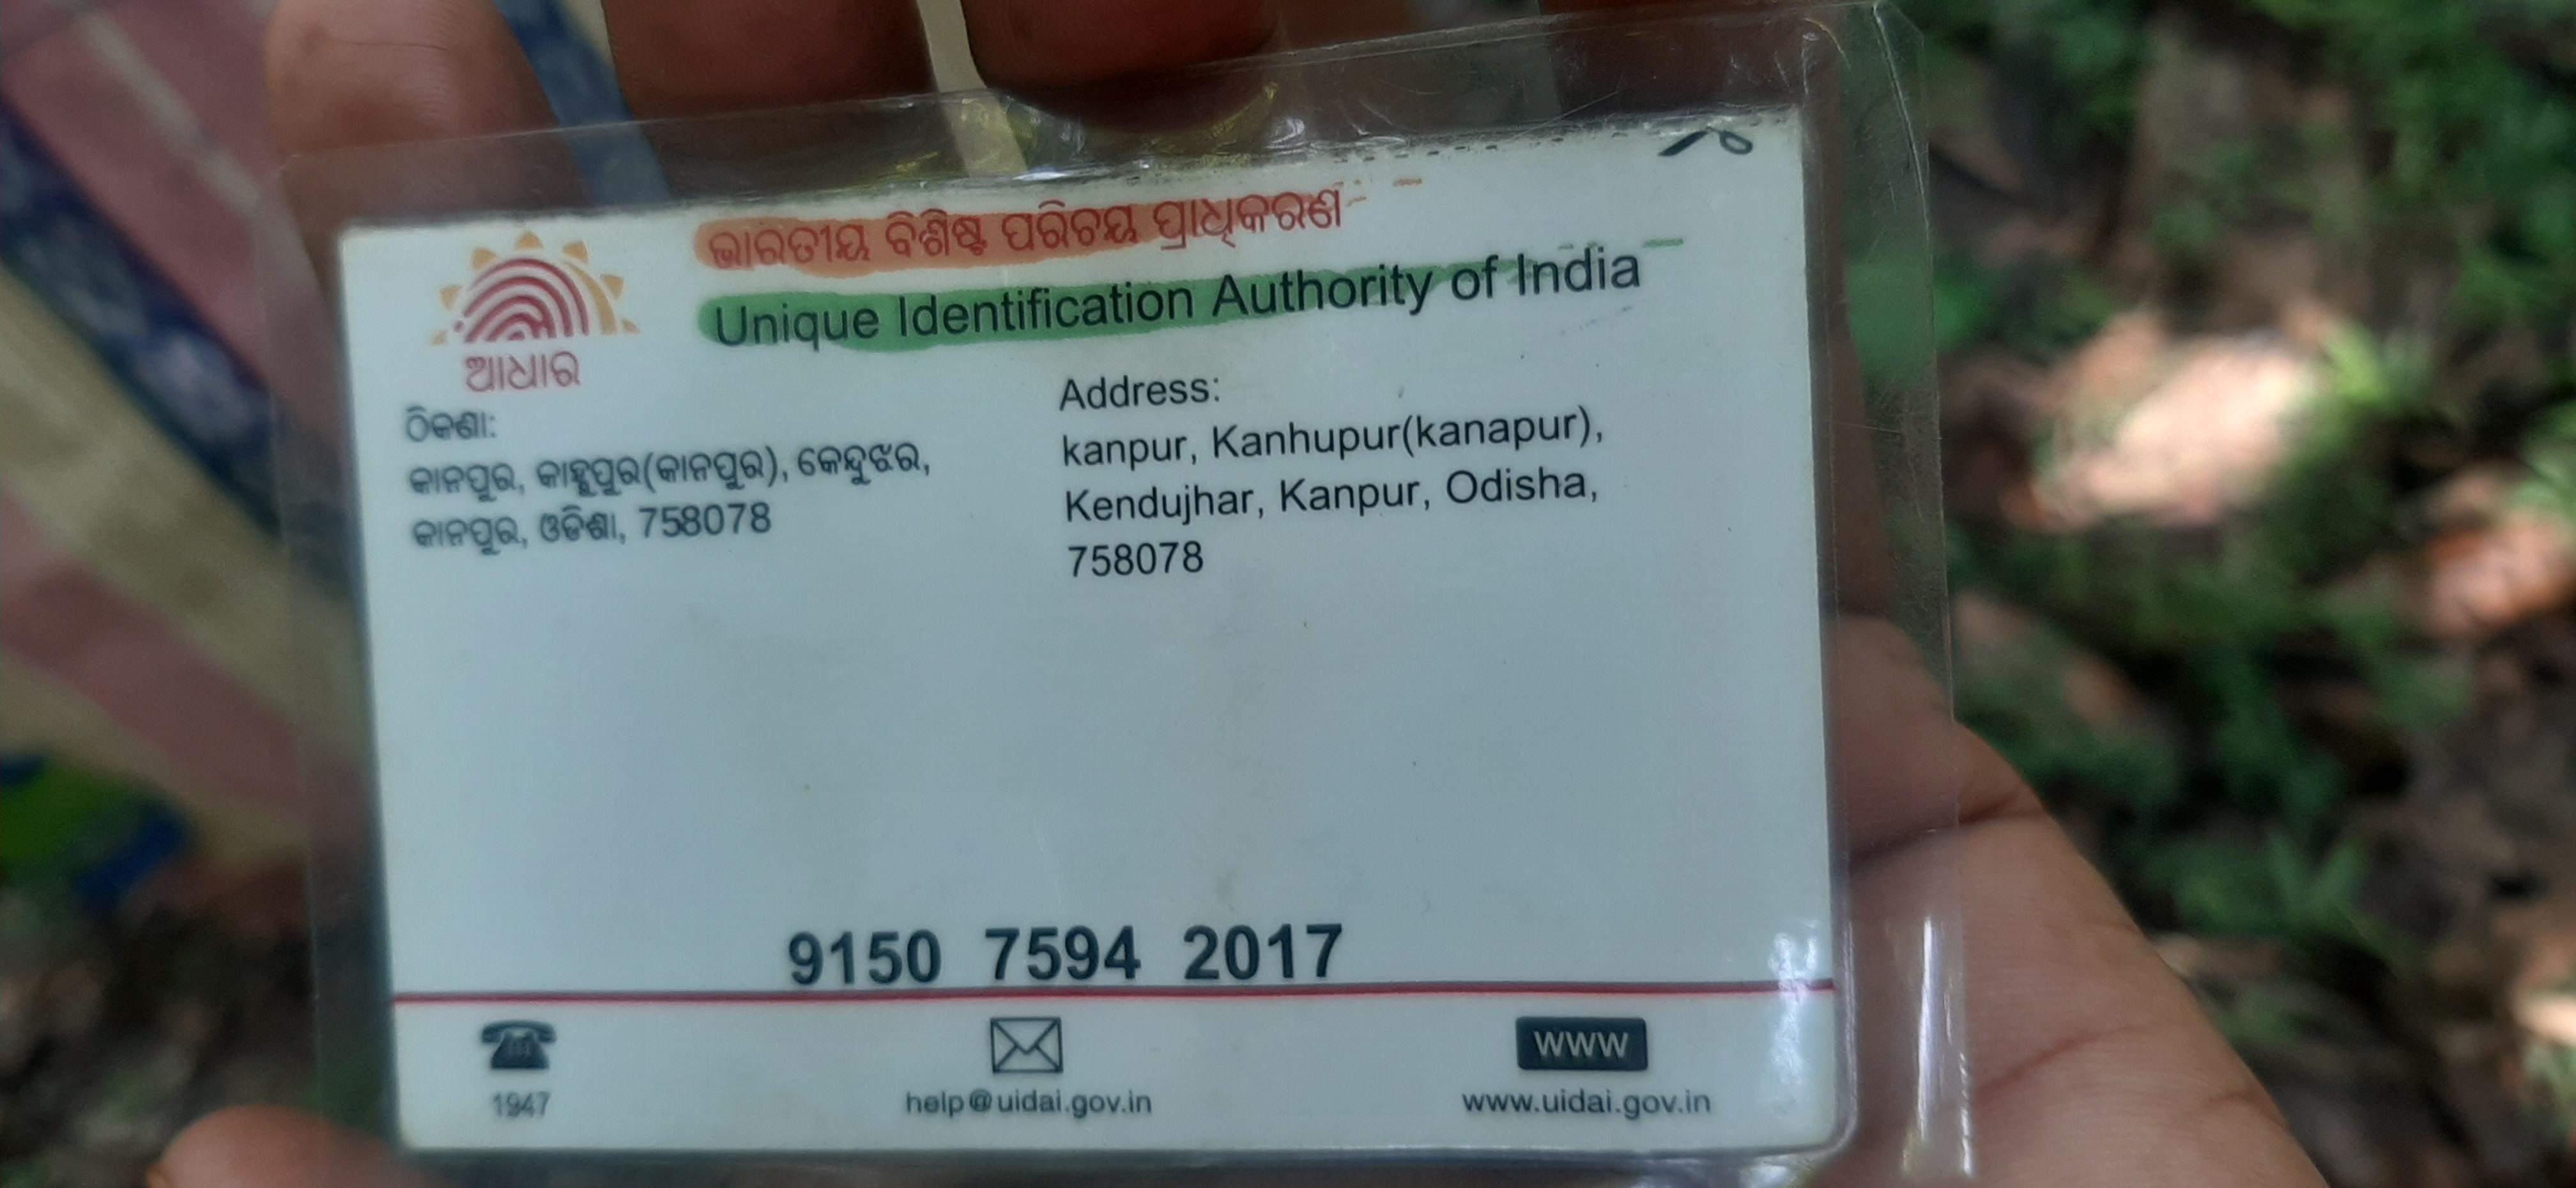 ଭାରତୀୟ ବିଶିଷ୍ଟ ପରିଚୟ ପ୍ରାଧିକରଣ
Unique Identification Authority of India
ଆଧାର
ଠିକଣା:
କାନପୁର, କାହ୍ନୁପୁର(କାନପୁର), କେନ୍ଦୁଝର,
କାନପୁର, ଓଡିଶା, 758078
Address:
kanpur, Kanhupur(kanapur),
Kendujhar, Kanpur, Odisha,
758078
9150 7594 2017
1947
help@uidai.gov.in
WWW
www.uidai.gov.in